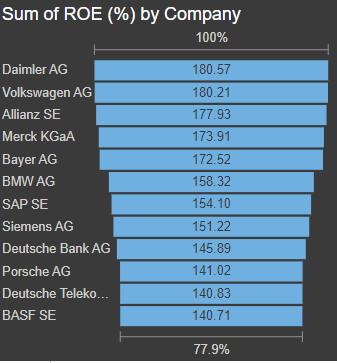 Sum of ROE (%) by Company
100%
Daimler AG 180.57
Volkswagen AG 180.21
Allianz SE 177.93
Merck KGaA 173.91
Bayer AG 172.52
BMW AG 158.32
SAP SE 154.10
Siemens AG 151.22
Deutsche Bank AG 145.89
Porsche AG 141.02
Deutsche Teleko... 140.83
BASF SE 140.71
77.9%